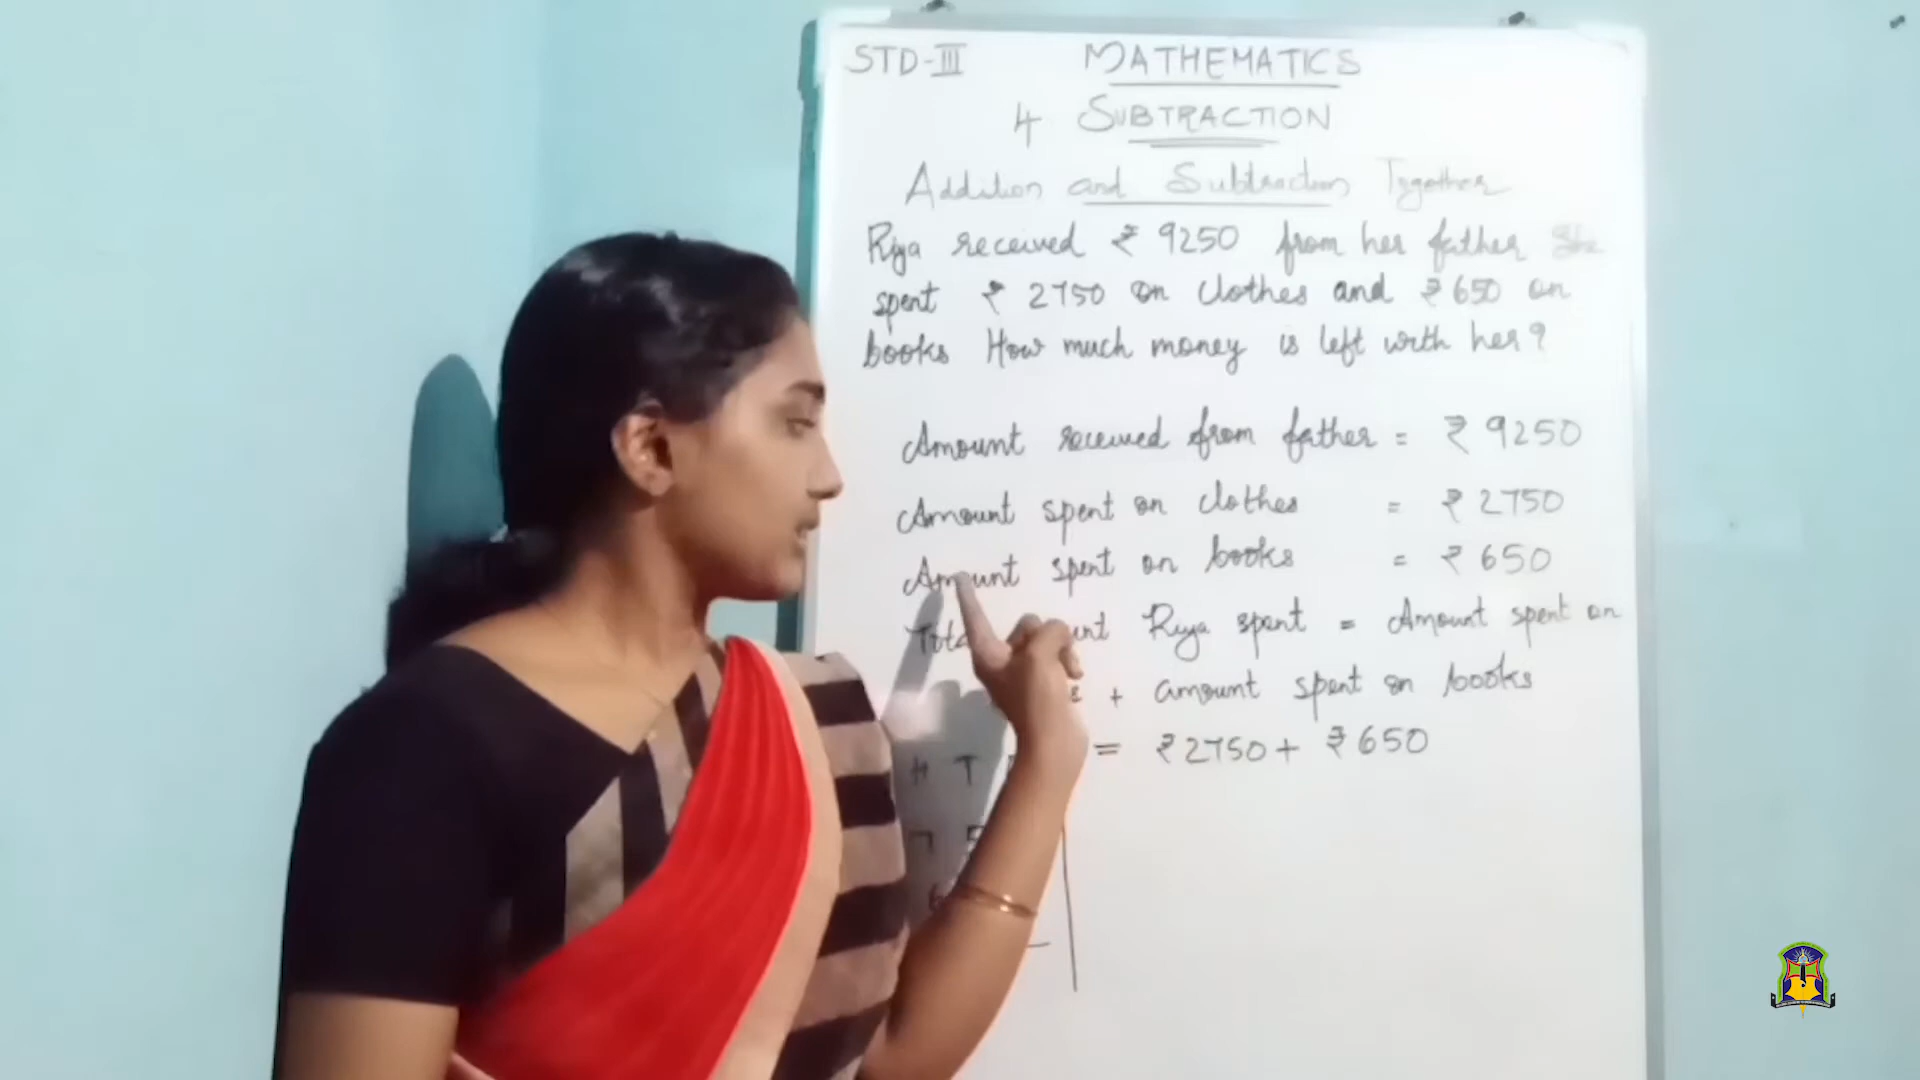 STD-III MATHEMATICS
4 SUBTRACTION
Addition and Subtraction Together
Riya received ₹ 9250 from her father She
spent ₹ 2750 on clothes and ₹ 650 on
books How much money is left with her?
Amount received from father = ₹ 9250
Amount spent on clothes = ₹ 2750
Amount spent on books = ₹ 650
Riya spent = Amount spent on
+ amount spent on books
= ₹ 2750 + ₹ 650
H T
7 5
6